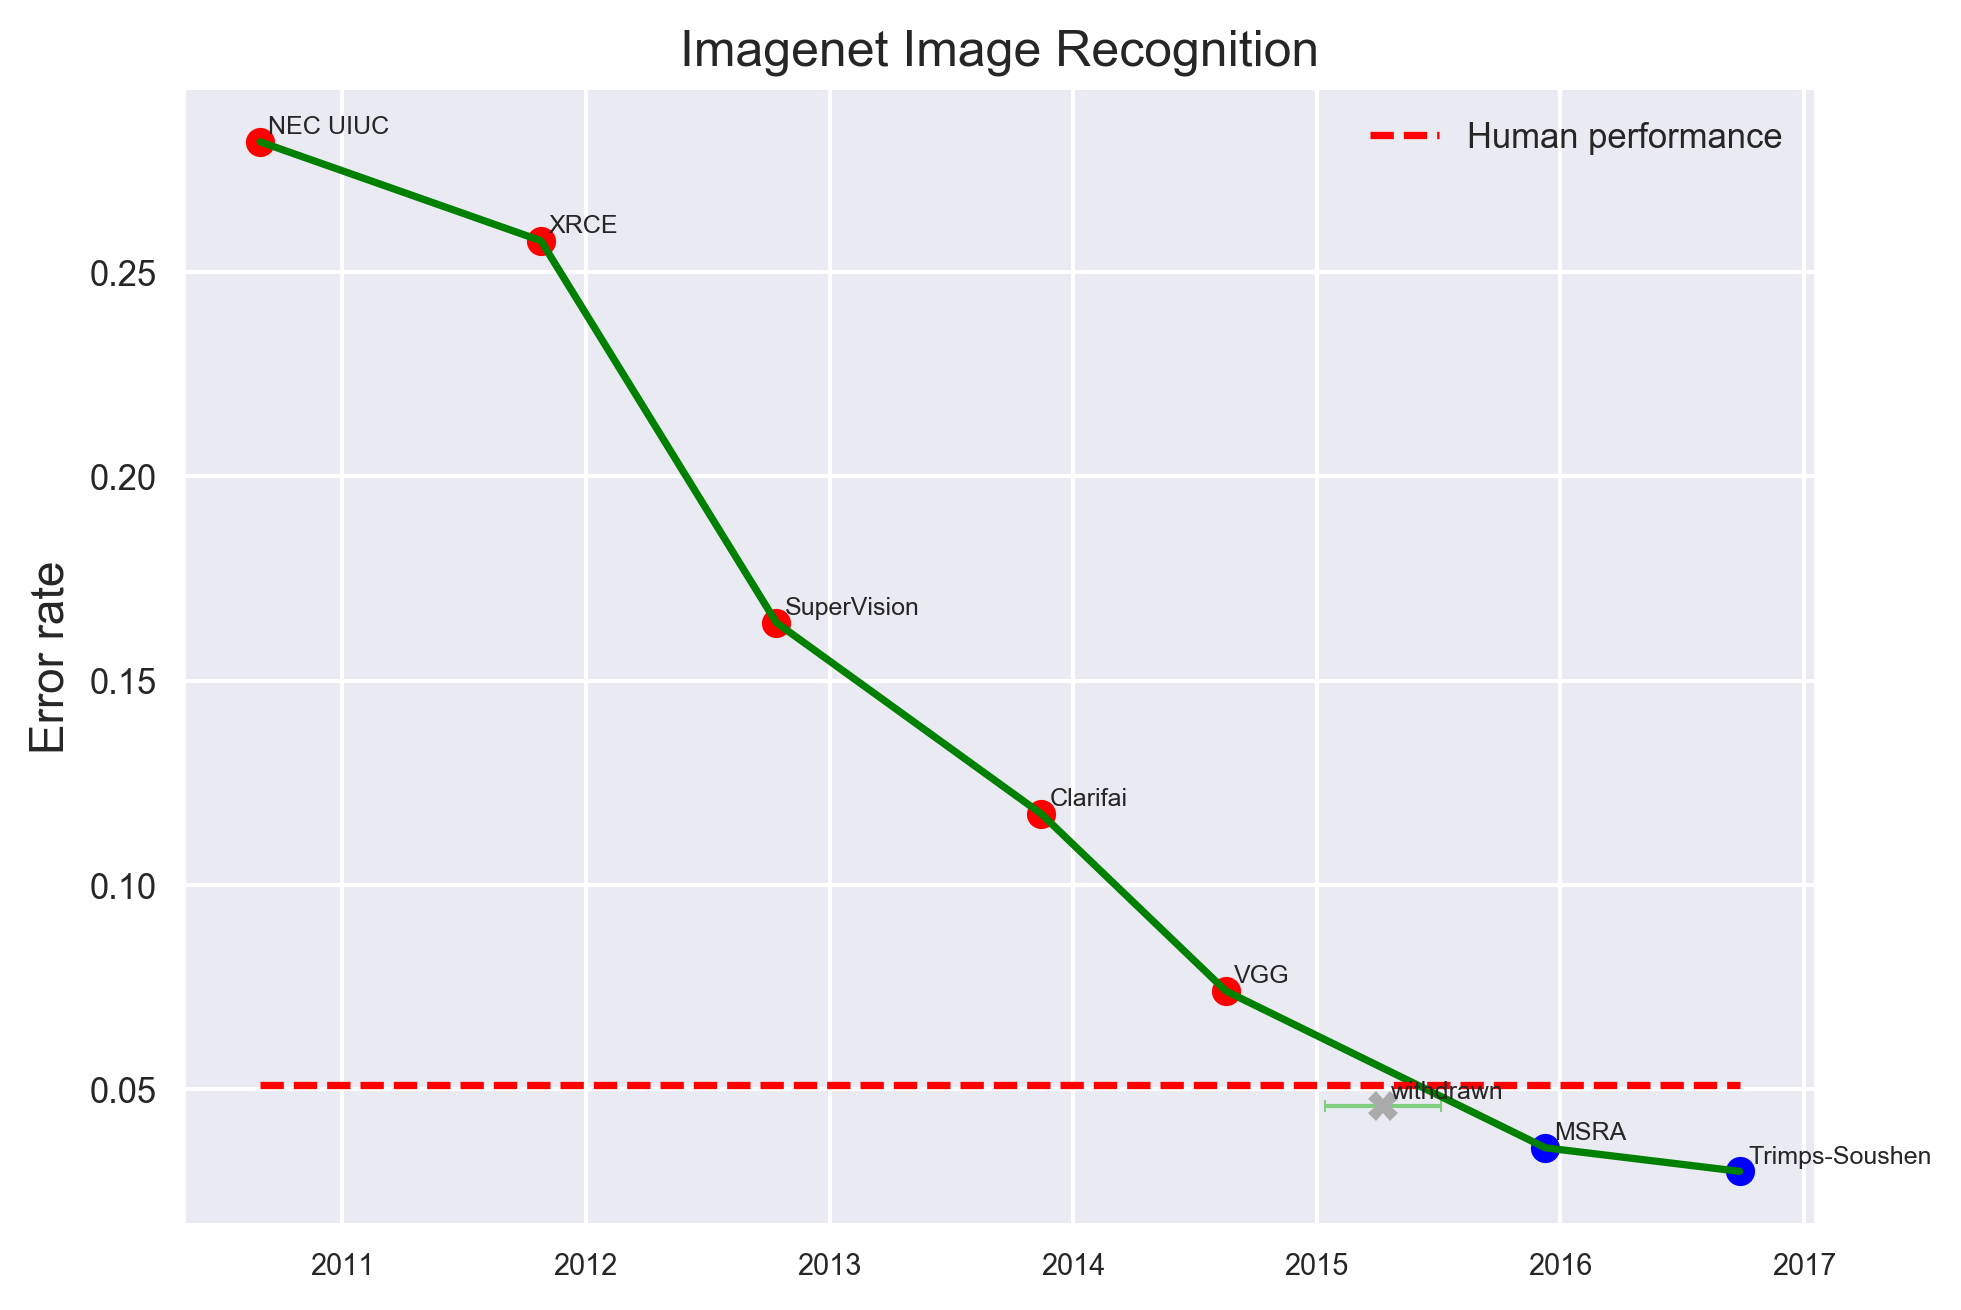 Imagenet Image Recognition
NEC UIUC
Human performance
XRCE
0.25
0.20
SuperVision
0.15
Error rate
Clarifai
0.10
VGG
0.05
withdrawn
MSRA
Trimps-Soushen
2011 2012 2013 2014 2015 2016 2017